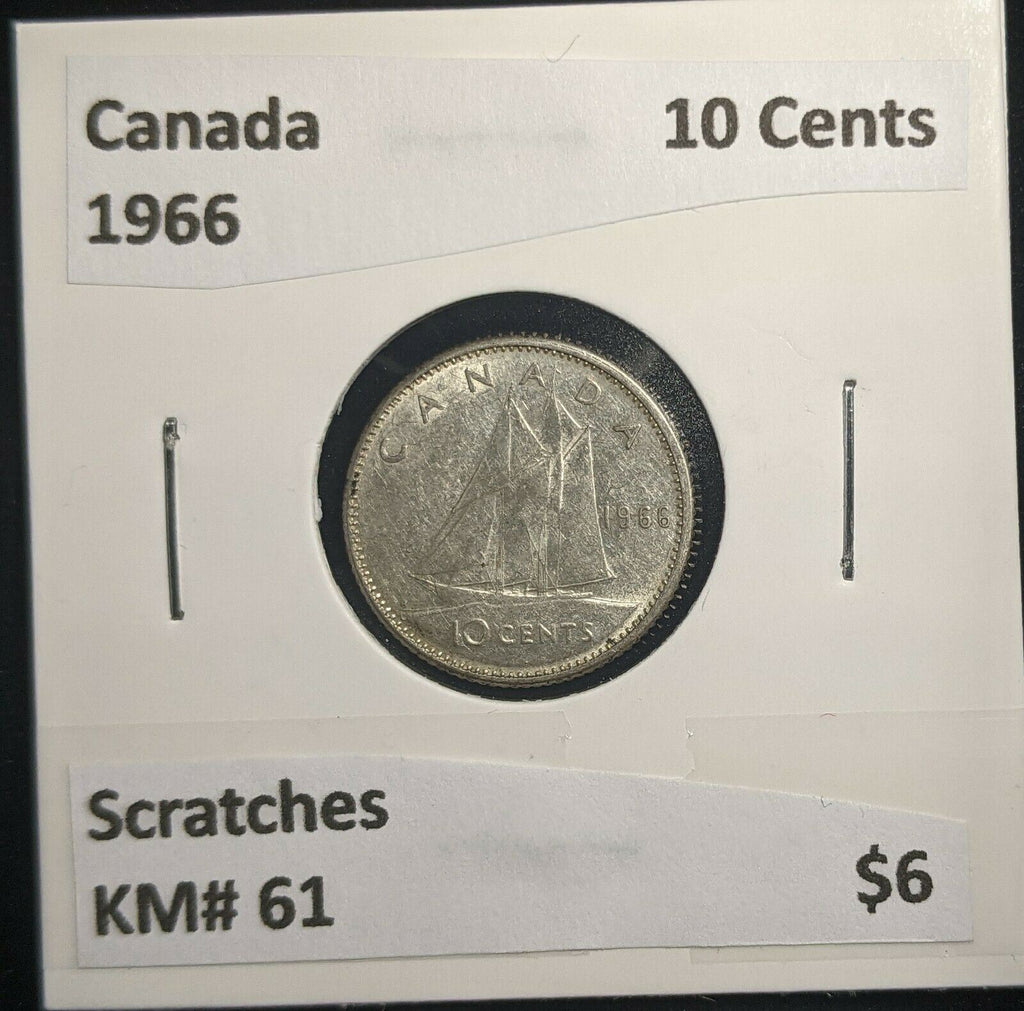 Canada 10 Cents
1966
CANADA
1966
10 CENTS
Scratches
KM# 61 $6